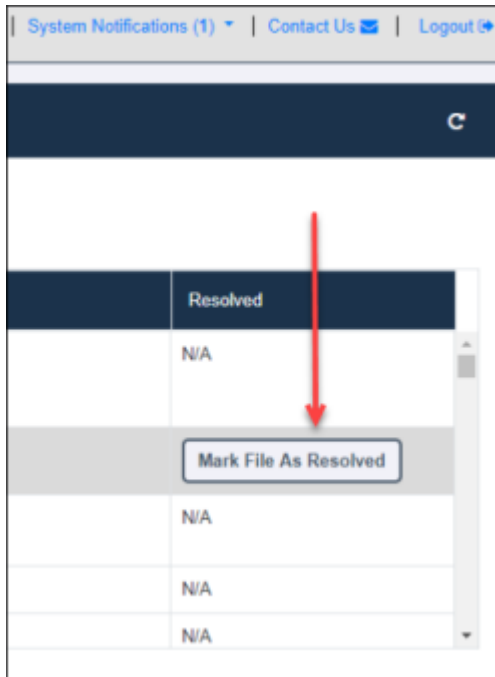 | System Notifications (1) | Contact Us | Logout
Resolved
N/A
Mark File As Resolved
N/A
N/A
N/A